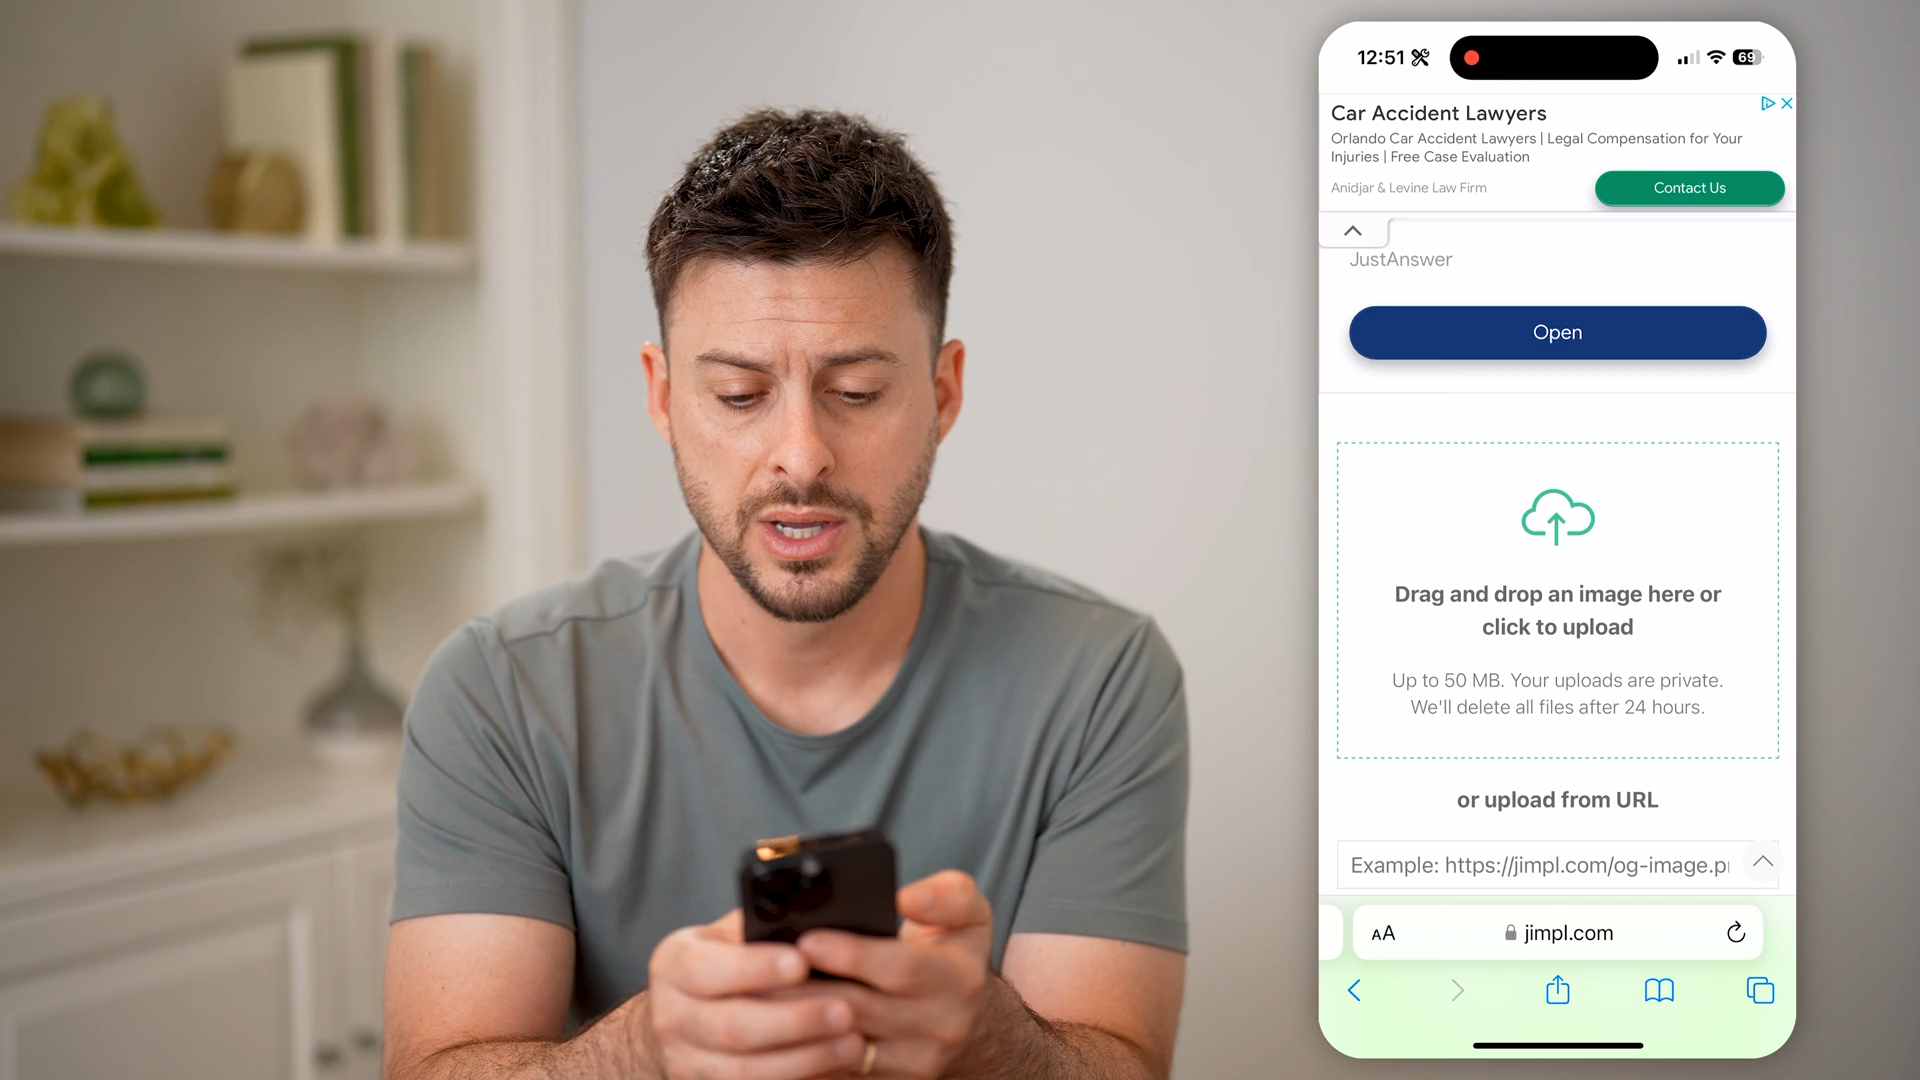 12:51
69
Car Accident Lawyers
Orlando Car Accident Lawyers | Legal Compensation for Your
Injuries | Free Case Evaluation
Anidjar & Levine Law Firm
Contact Us
JustAnswer
Open
Drag and drop an image here or
click to upload
Up to 50 MB. Your uploads are private.
We'll delete all files after 24 hours.
or upload from URL
Example: https://jimpl.com/og-image.p
AA
jimpl.com